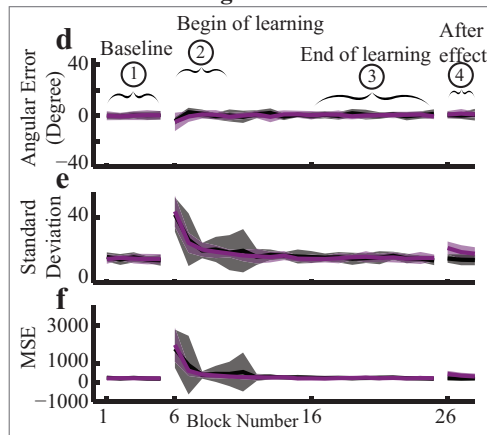 d
Begin of learning
Baseline
1
2
End of learning
3
After
effect
4
Angular Error
(Degree)
40
0
−40
e
Standard
Deviation
40
0
f
MSE
3000
1000
0
−1000
1
6
16
26
Block Number